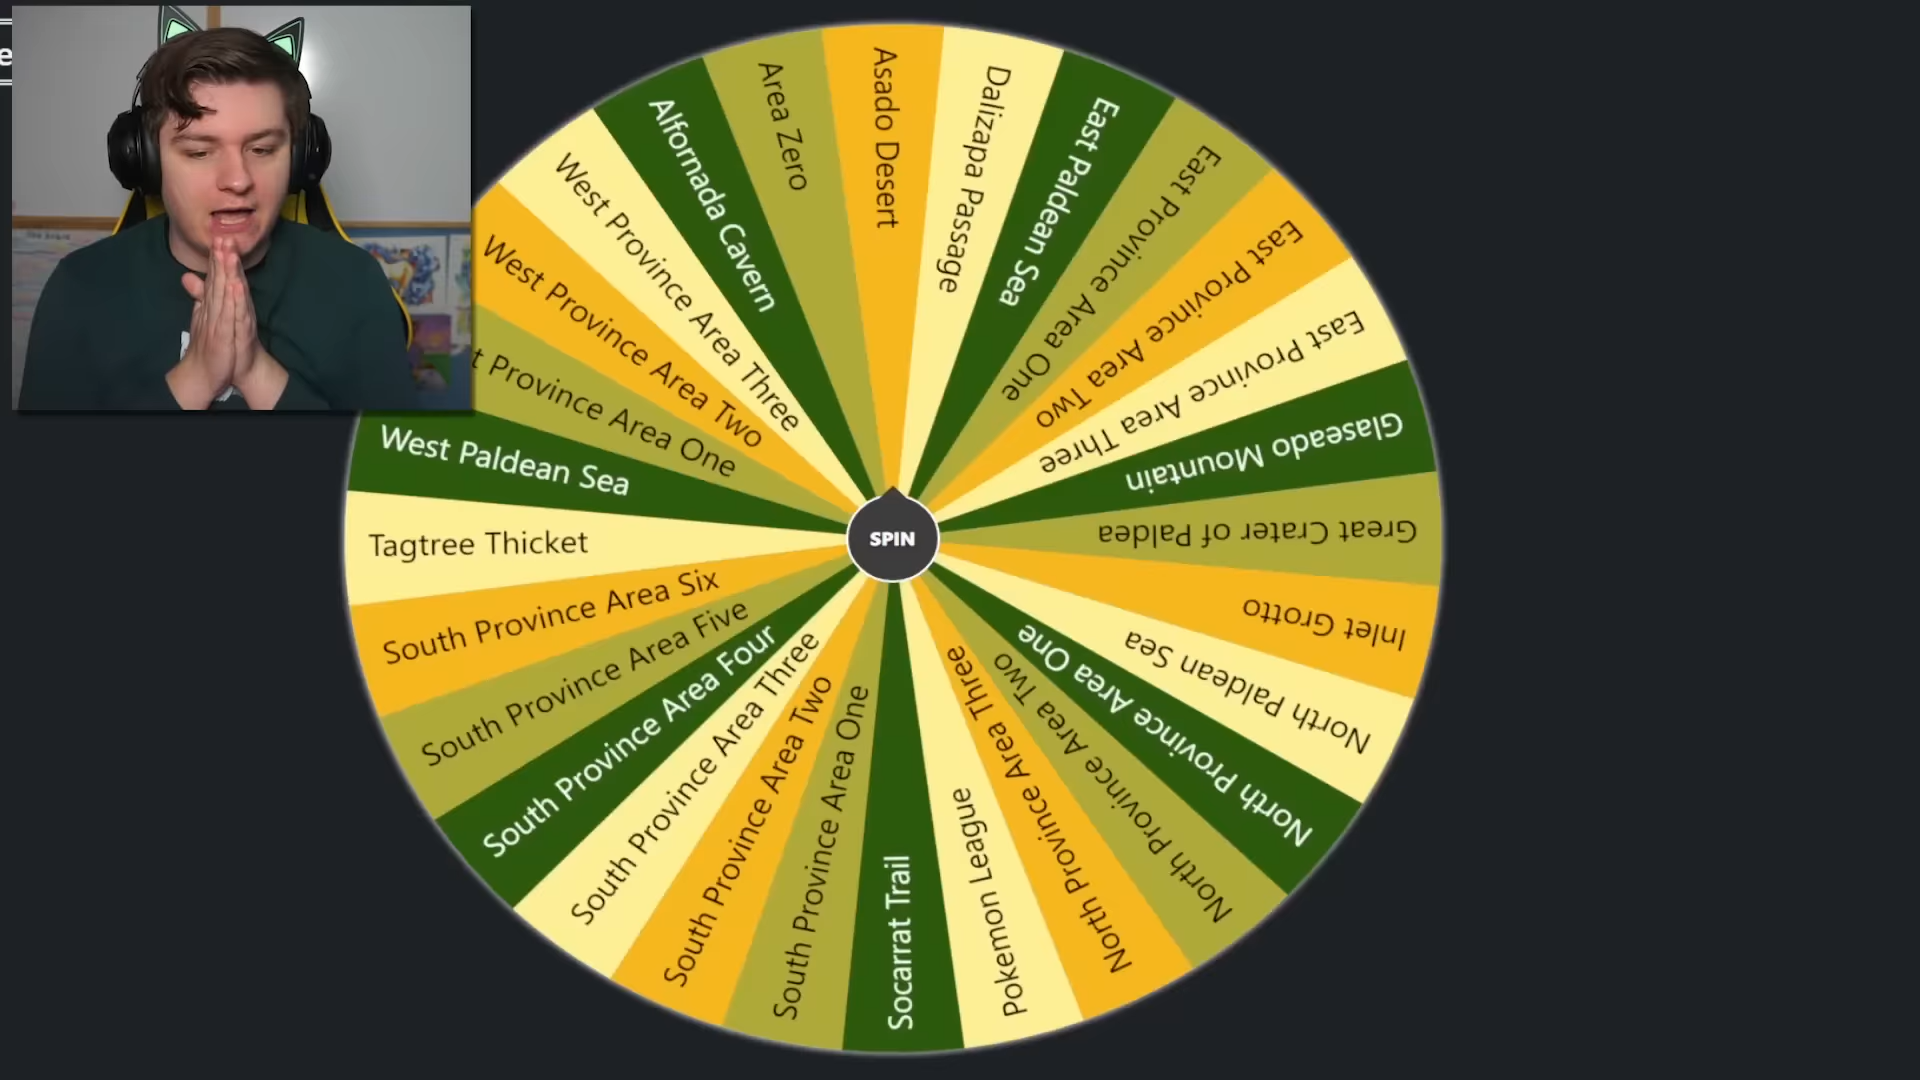 e
Asado Desert
Dalizapa Passage
East Paldean Sea
East Province Area One
East Province Area Two
East Province Area Three
Glaseado Mountain
Great Crater of Paldea
Inlet Grotto
North Paldean Sea
North Province Area One
North Province Area Two
North Province Area Three
Pokemon League
Socarrat Trail
South Province Area One
South Province Area Two
South Province Area Three
South Province Area Four
South Province Area Five
South Province Area Six
Tagtree Thicket
West Paldean Sea
t Province Area One
West Province Area Two
West Province Area Three
Alfornada Cavern
Area Zero
SPIN